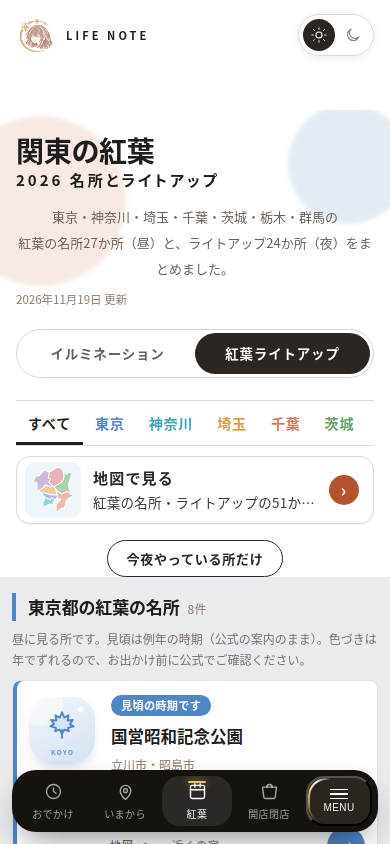 LIFE NOTE
関東の紅葉
2026 名所とライトアップ
東京・神奈川・埼玉・千葉・茨城・栃木・群馬の
紅葉の名所27か所（昼）と、ライトアップ24か所（夜）をま
とめました。
2026年11月19日 更新
イルミネーション
紅葉ライトアップ
すべて 東京 神奈川 埼玉 千葉 茨城
地図で見る
紅葉の名所・ライトアップの51か…
今夜やっている所だけ
東京都の紅葉の名所 8件
昼に見る所です。見頃は例年の時期（公式の案内のまま）。色づきは
年でずれるので、お出かけ前に公式でご確認ください。
見頃の時期です
国営昭和記念公園
KOYO
立川市・昭島市
おでかけ いまから 紅葉 開店閉店 MENU